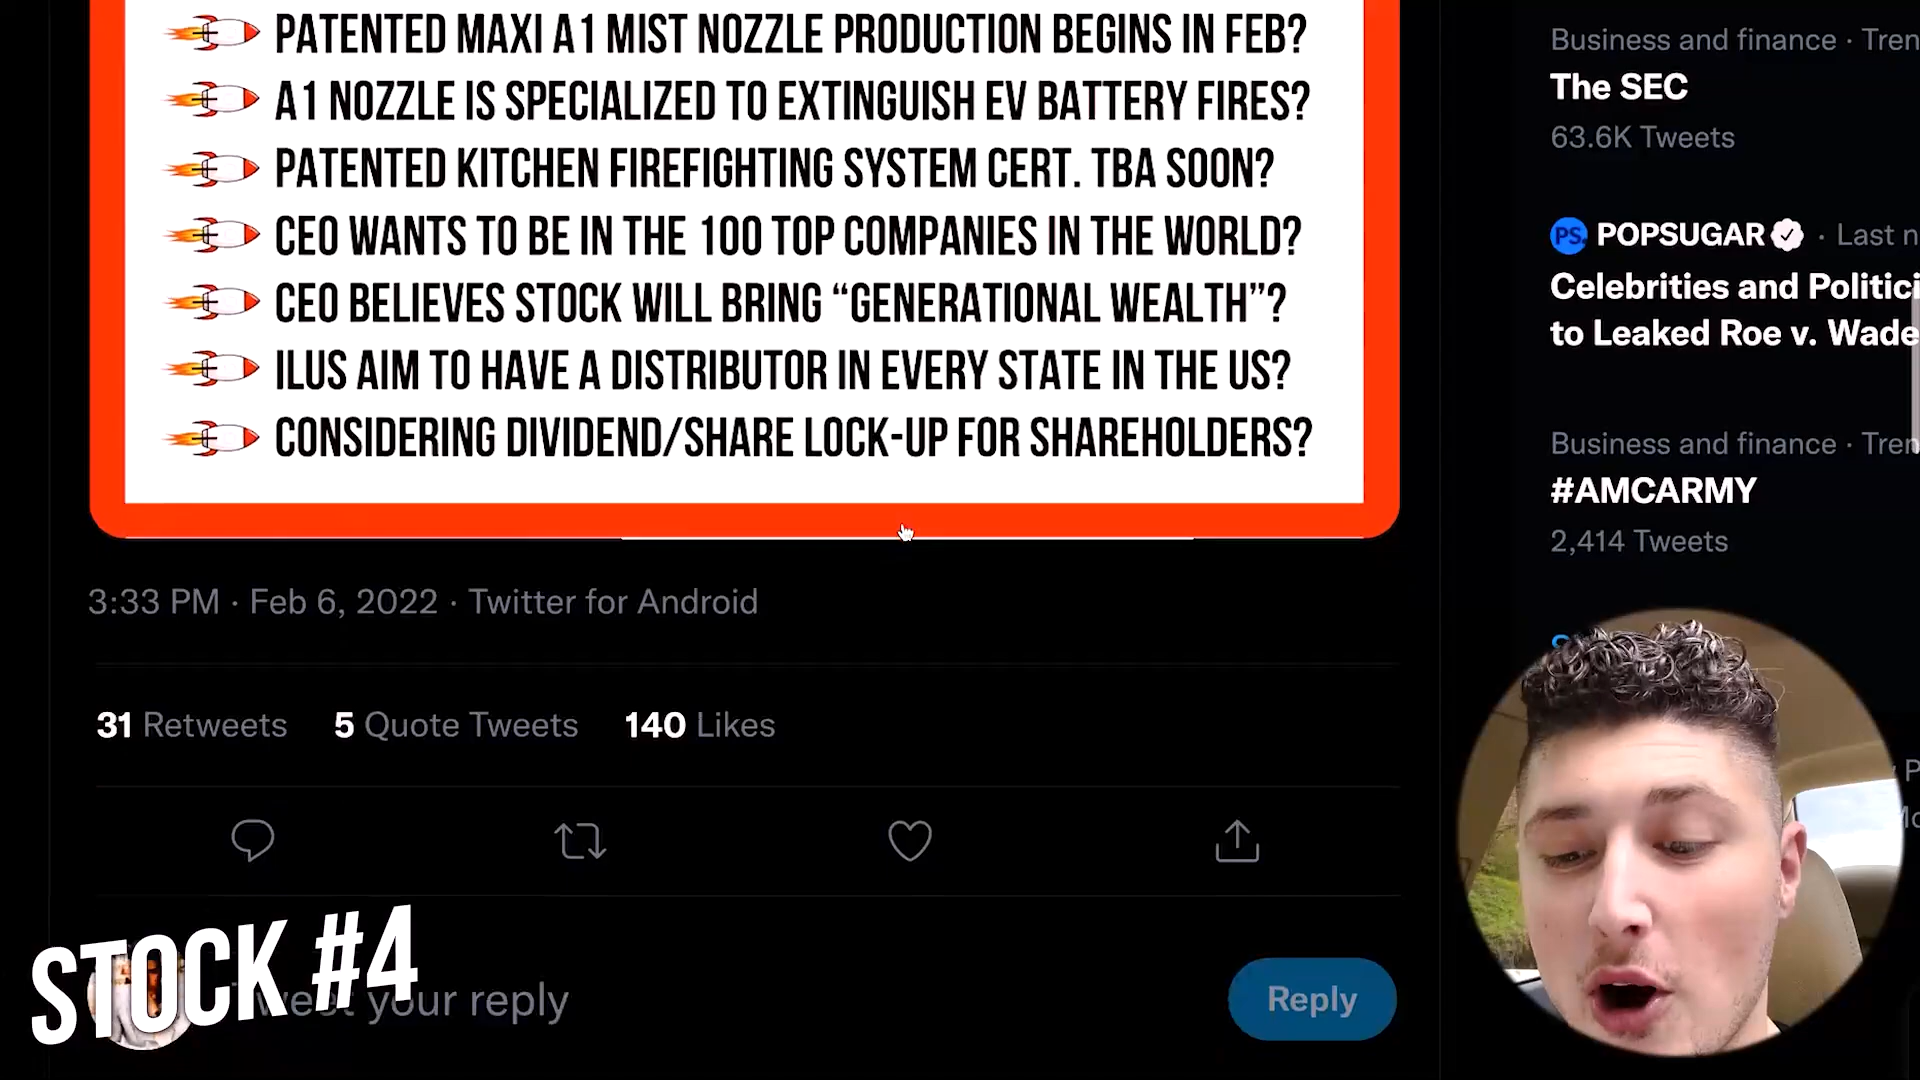 PATENTED MAXI A1 MIST NOZZLE PRODUCTION BEGINS IN FEB?
A1 NOZZLE IS SPECIALIZED TO EXTINGUISH EV BATTERY FIRES?
PATENTED KITCHEN FIREFIGHTING SYSTEM CERT. TBA SOON?
CEO WANTS TO BE IN THE 100 TOP COMPANIES IN THE WORLD?
CEO BELIEVES STOCK WILL BRING “GENERATIONAL WEALTH”?
ILUS AIM TO HAVE A DISTRIBUTOR IN EVERY STATE IN THE US?
CONSIDERING DIVIDEND/SHARE LOCK-UP FOR SHAREHOLDERS?
3:33 PM · Feb 6, 2022 · Twitter for Android
31 Retweets 5 Quote Tweets 140 Likes
STOCK #4
your reply
Reply
Business and finance · Tren
The SEC
63.6K Tweets
PS. POPSUGAR · Last n
Celebrities and Politici
to Leaked Roe v. Wade
Business and finance · Tren
#AMCARMY
2,414 Tweets